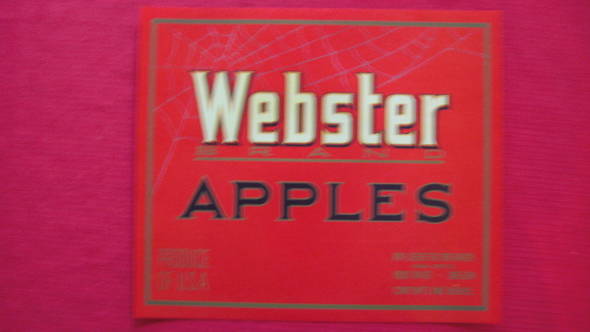 Webster
BRAND
APPLES
PRODUCE
OF U.S.A.